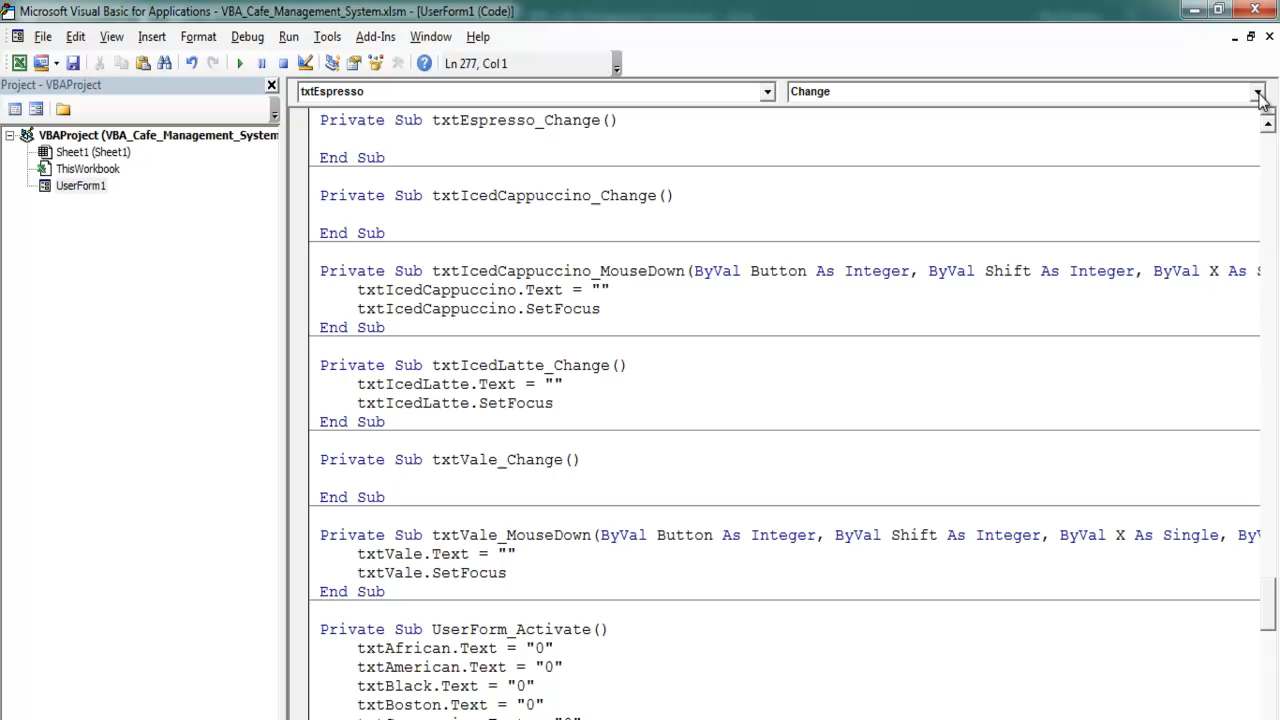 Microsoft Visual Basic for Applications - VBA_Cafe_Management_System.xlsm - [UserForm1 (Code)]
File Edit View Insert Format Debug Run Tools Add-Ins Window Help
Ln 277, Col 1
Project - VBAProject
txtEspresso
Change
VBAProject (VBA_Cafe_Management_System
Sheet1 (Sheet1)
ThisWorkbook
UserForm1
Private Sub txtEspresso_Change()
End Sub
Private Sub txtIcedCappuccino_Change()
End Sub
Private Sub txtIcedCappuccino_MouseDown(ByVal Button As Integer, ByVal Shift As Integer, ByVal X As S
txtIcedCappuccino.Text = ""
txtIcedCappuccino.SetFocus
End Sub
Private Sub txtIcedLatte_Change()
txtIcedLatte.Text = ""
txtIcedLatte.SetFocus
End Sub
Private Sub txtVale_Change()
End Sub
Private Sub txtVale_MouseDown(ByVal Button As Integer, ByVal Shift As Integer, ByVal X As Single, ByV
txtVale.Text = ""
txtVale.SetFocus
End Sub
Private Sub UserForm_Activate()
txtAfrican.Text = "0"
txtAmerican.Text = "0"
txtBlack.Text = "0"
txtBoston.Text = "0"